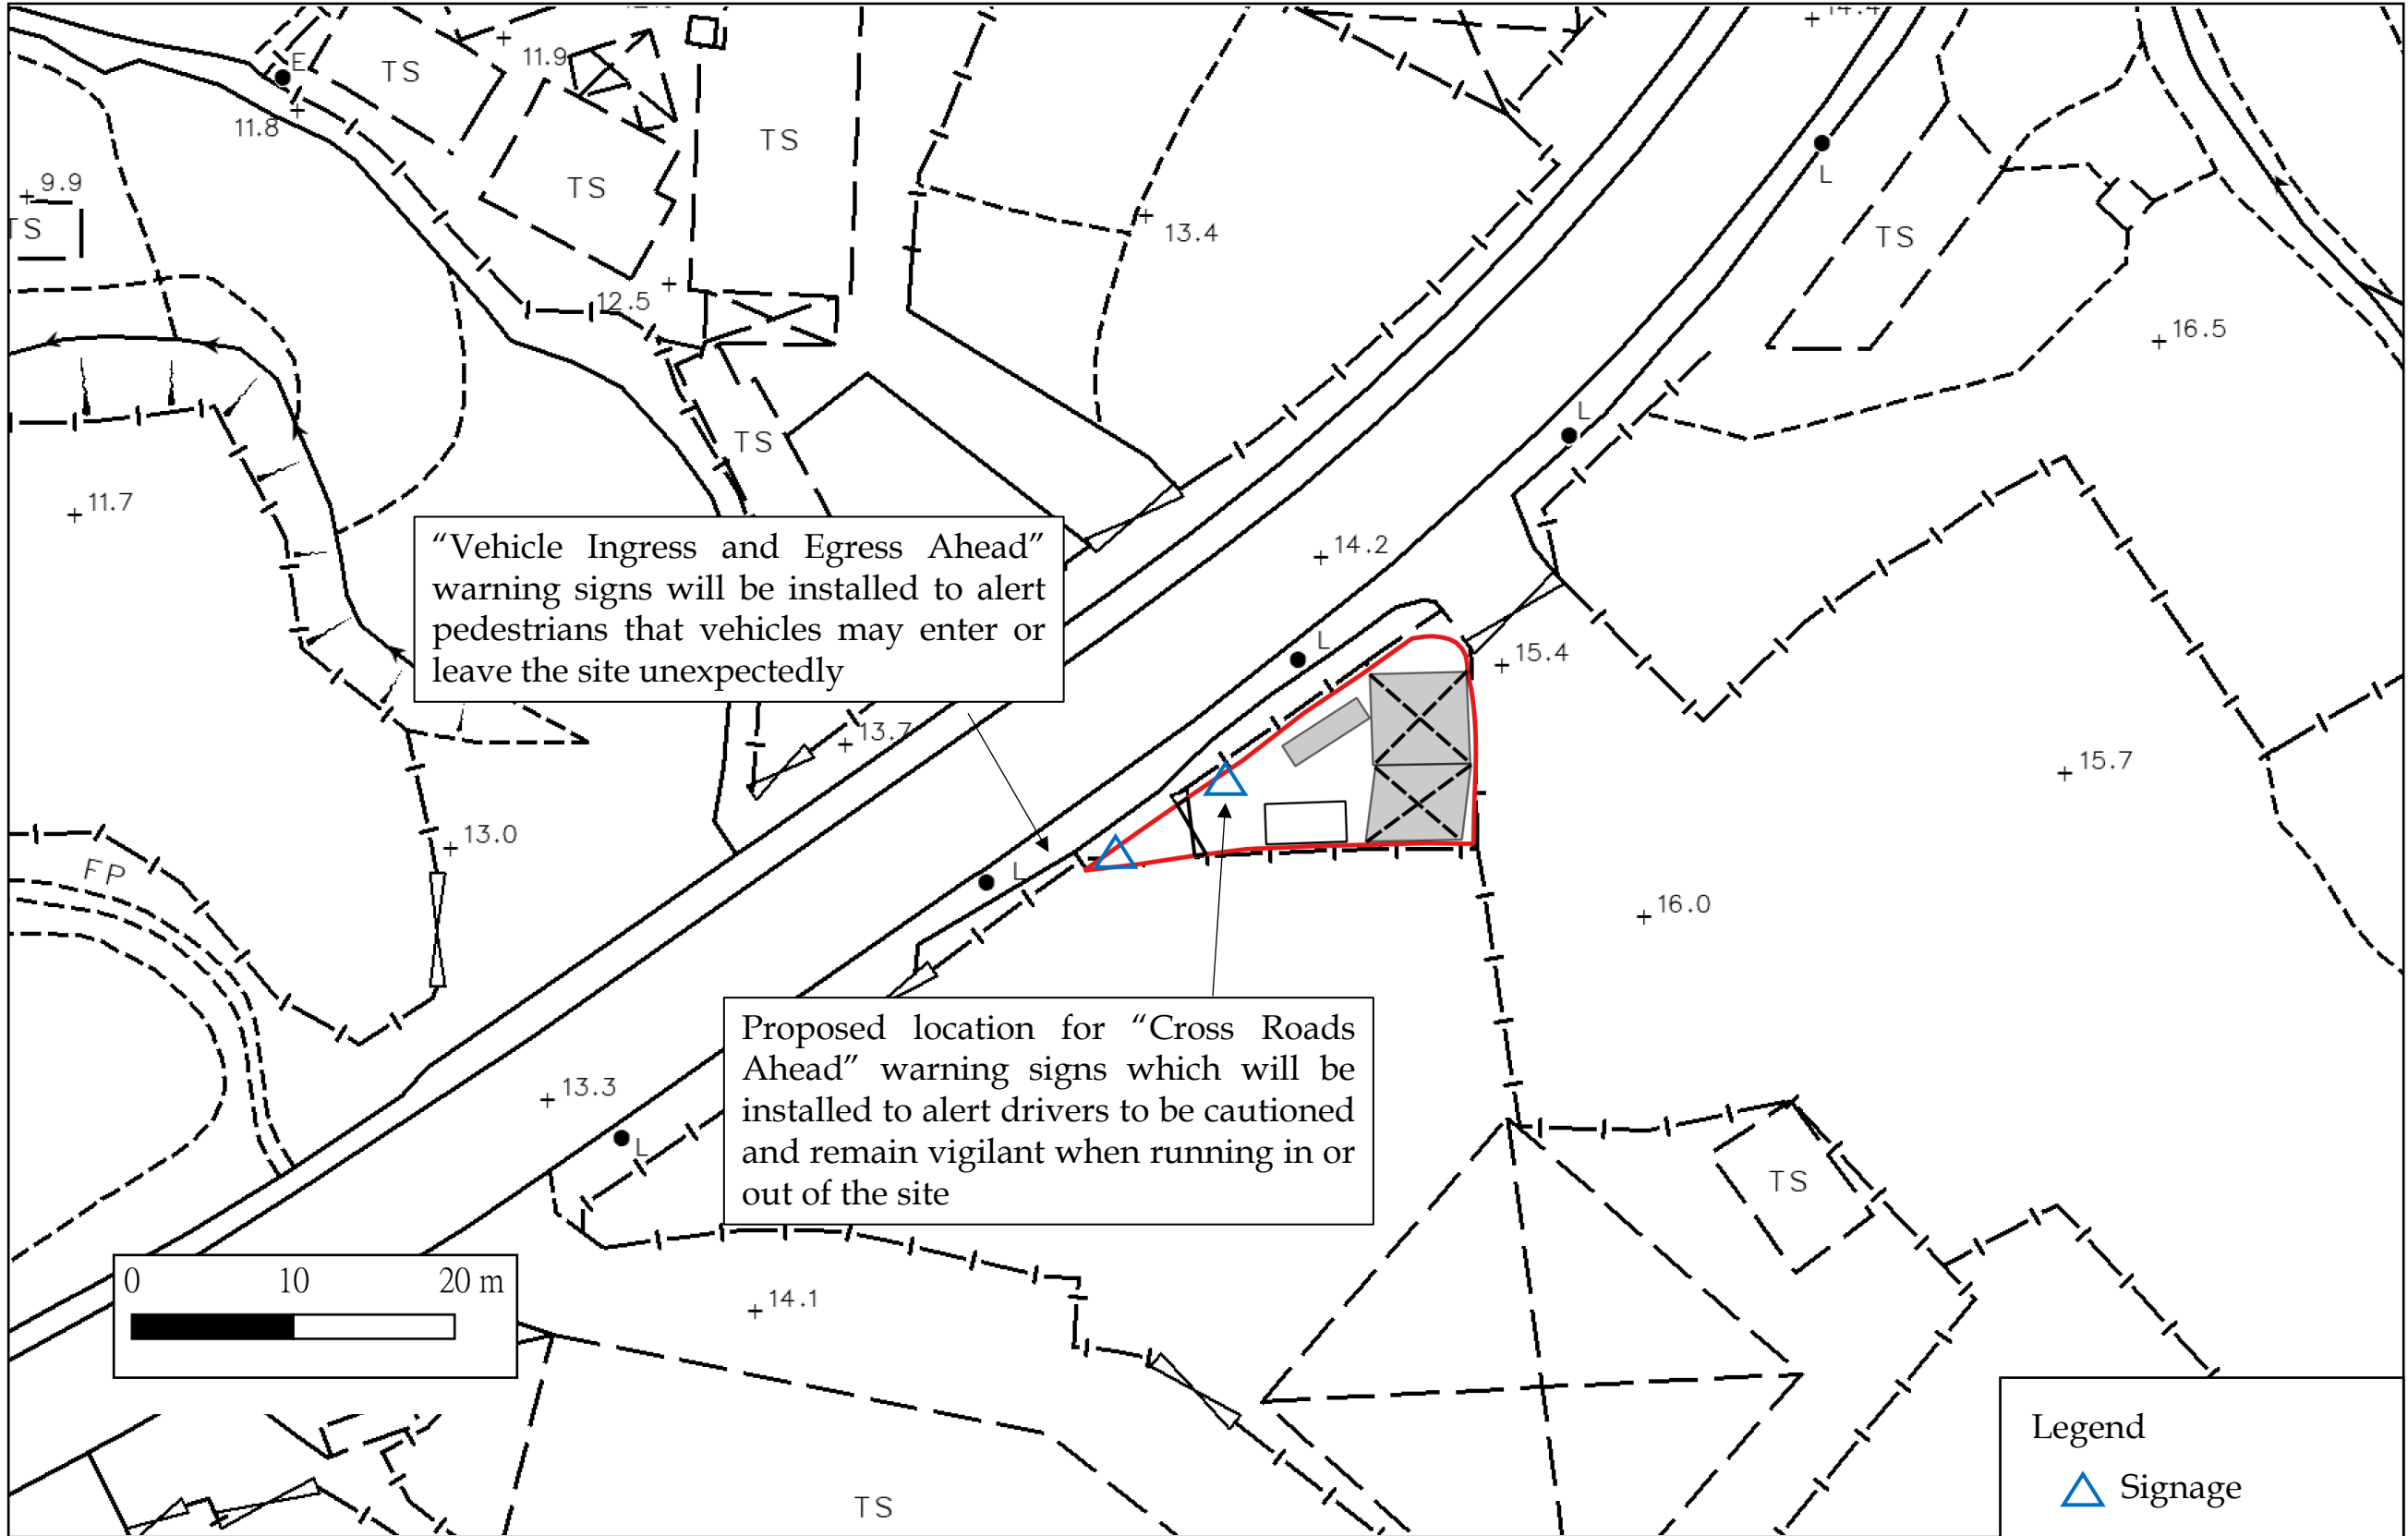 14.4
E
TS
11.9
11.8
TS
TS
L
9.9
TS
13.4
TS
12.5
16.5
TS
L
11.7
14.2
“Vehicle Ingress and Egress Ahead”
warning signs will be installed to alert
pedestrians that vehicles may enter or
leave the site unexpectedly
L
15.4
13.7
15.7
13.0
FP
L
16.0
Proposed location for “Cross Roads
Ahead” warning signs which will be
installed to alert drivers to be cautioned
and remain vigilant when running in or
out of the site
13.3
L
TS
0 10 20 m
14.1
Legend
Signage
TS